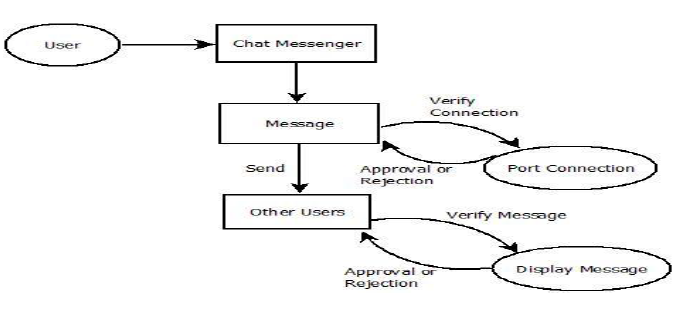 User
Chat Messenger
Verify
Connection
Message
Send
Approval or
Rejection
Port Connection
Other Users
Verify Message
Approval or
Rejection
Display Message